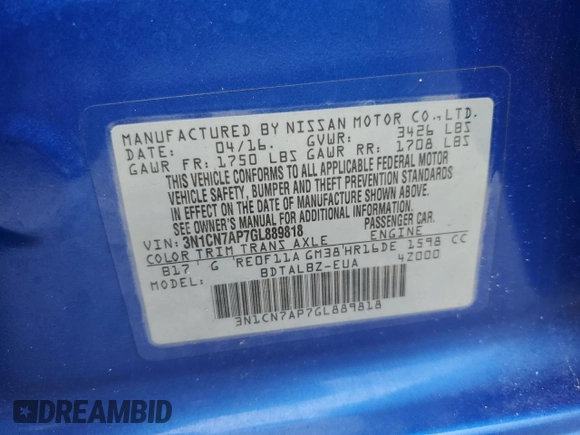 MANUFACTURED BY NISSAN MOTOR CO.,LTD.
DATE: 04/16. GVWR: 3426 LBS
GAWR FR: 1750 LBS GAWR RR: 1708 LBS
THIS VEHICLE CONFORMS TO ALL APPLICABLE FEDERAL MOTOR
VEHICLE SAFETY, BUMPER AND THEFT PREVENTION STANDARDS
IN EFFECT ON THE DATE OF MANUFACTURE SHOWN ABOVE.
SEE OWNER'S MANUAL FOR ADDITIONAL INFORMATION.
VIN: 3N1CN7AP7GL889818 PASSENGER CAR.
COLOR TRIM TRANS AXLE ENGINE
B17 G RE0F11A GM38 HR16DE 1598 CC
MODEL: BDTALBZ-EUA 4Z000
3N1CN7AP7GL889818
DREAMBID